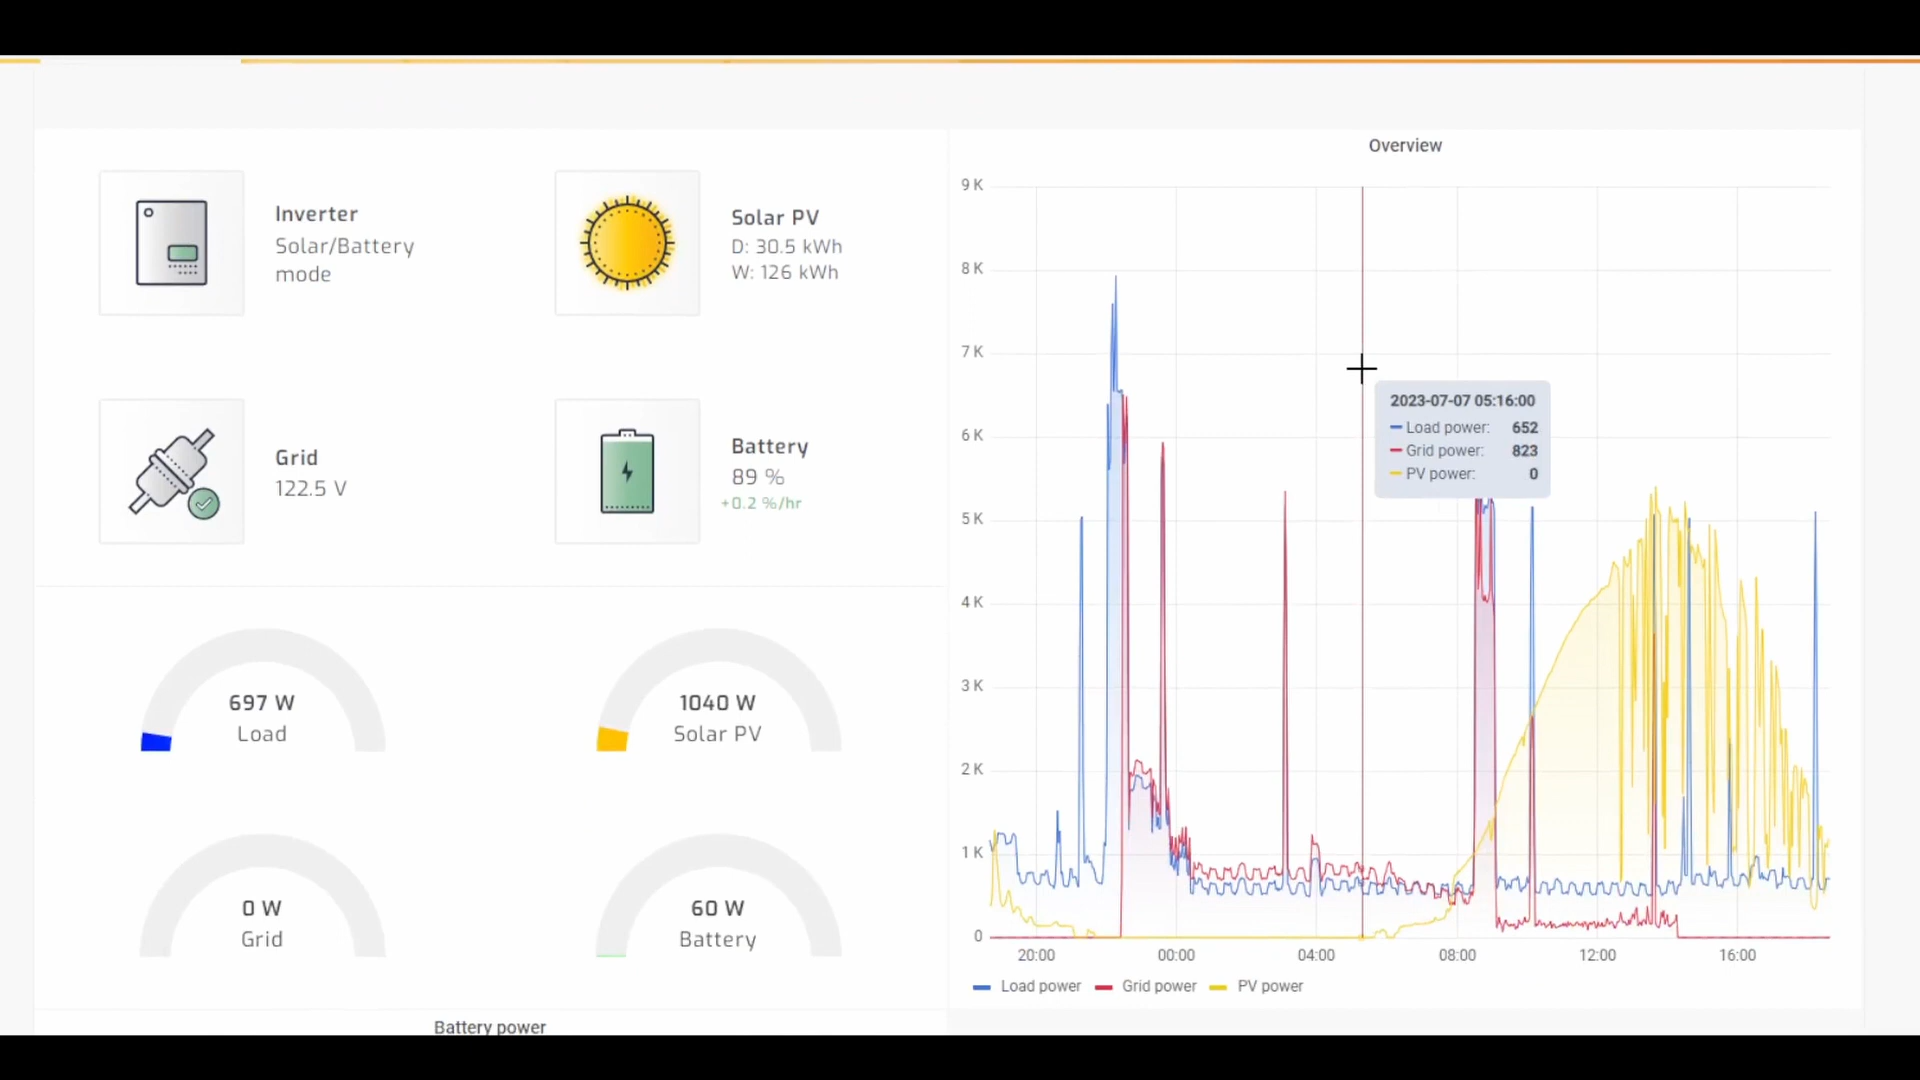 Inverter
Solar/Battery
mode
Solar PV
D: 30.5 kWh
W: 126 kWh
Grid
122.5 V
Battery
89 %
+0.2 %/hr
697 W
Load
1040 W
Solar PV
0 W
Grid
60 W
Battery
Battery power
Overview
9 K
8 K
7 K
6 K
5 K
4 K
3 K
2 K
1 K
0
2023-07-07 05:16:00
Load power: 652
Grid power: 823
PV power: 0
20:00 00:00 04:00 08:00 12:00 16:00
Load power Grid power PV power